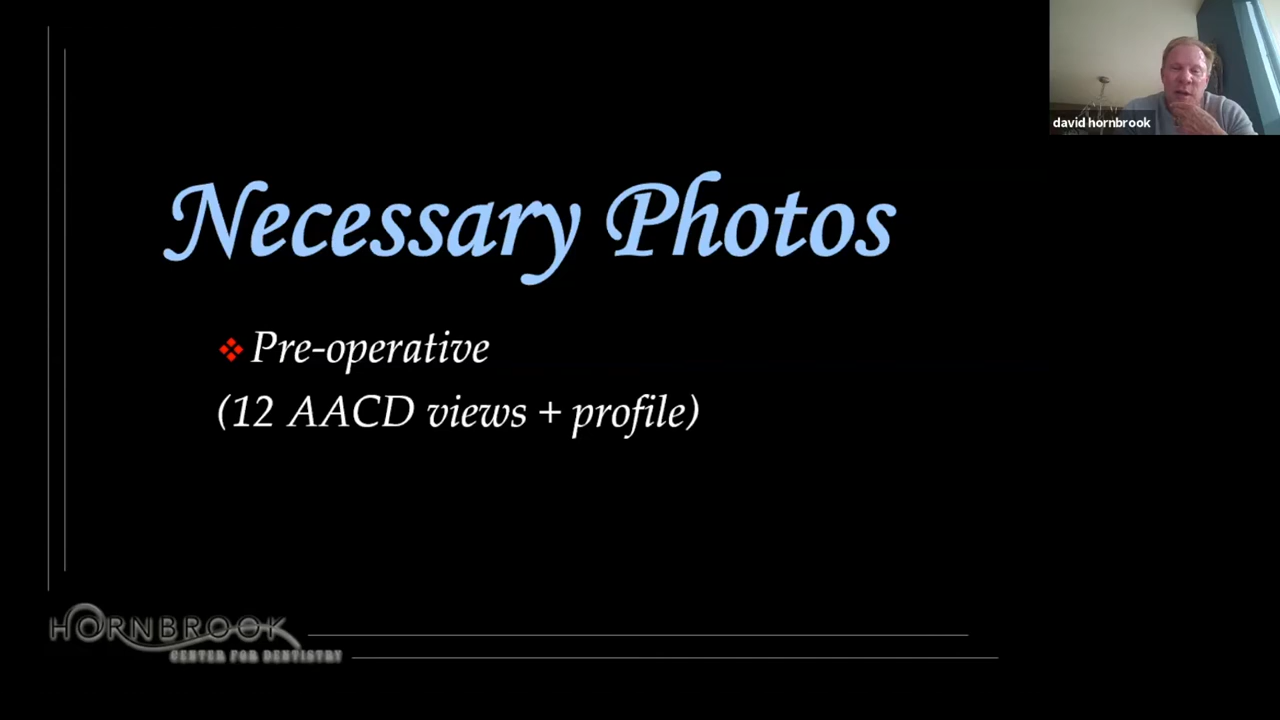 david hornbrook
Necessary Photos
Pre-operative
(12 AACD views + profile)
HORNBROOK
CENTER FOR DENTISTRY